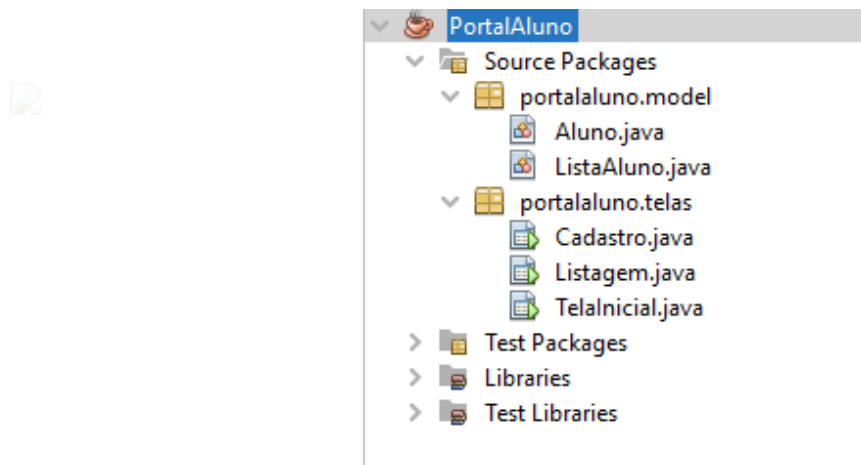 PortalAluno
Source Packages
portalaluno.model
Aluno.java
ListaAluno.java
portalaluno.telas
Cadastro.java
Listagem.java
TelaInicial.java
Test Packages
Libraries
Test Libraries